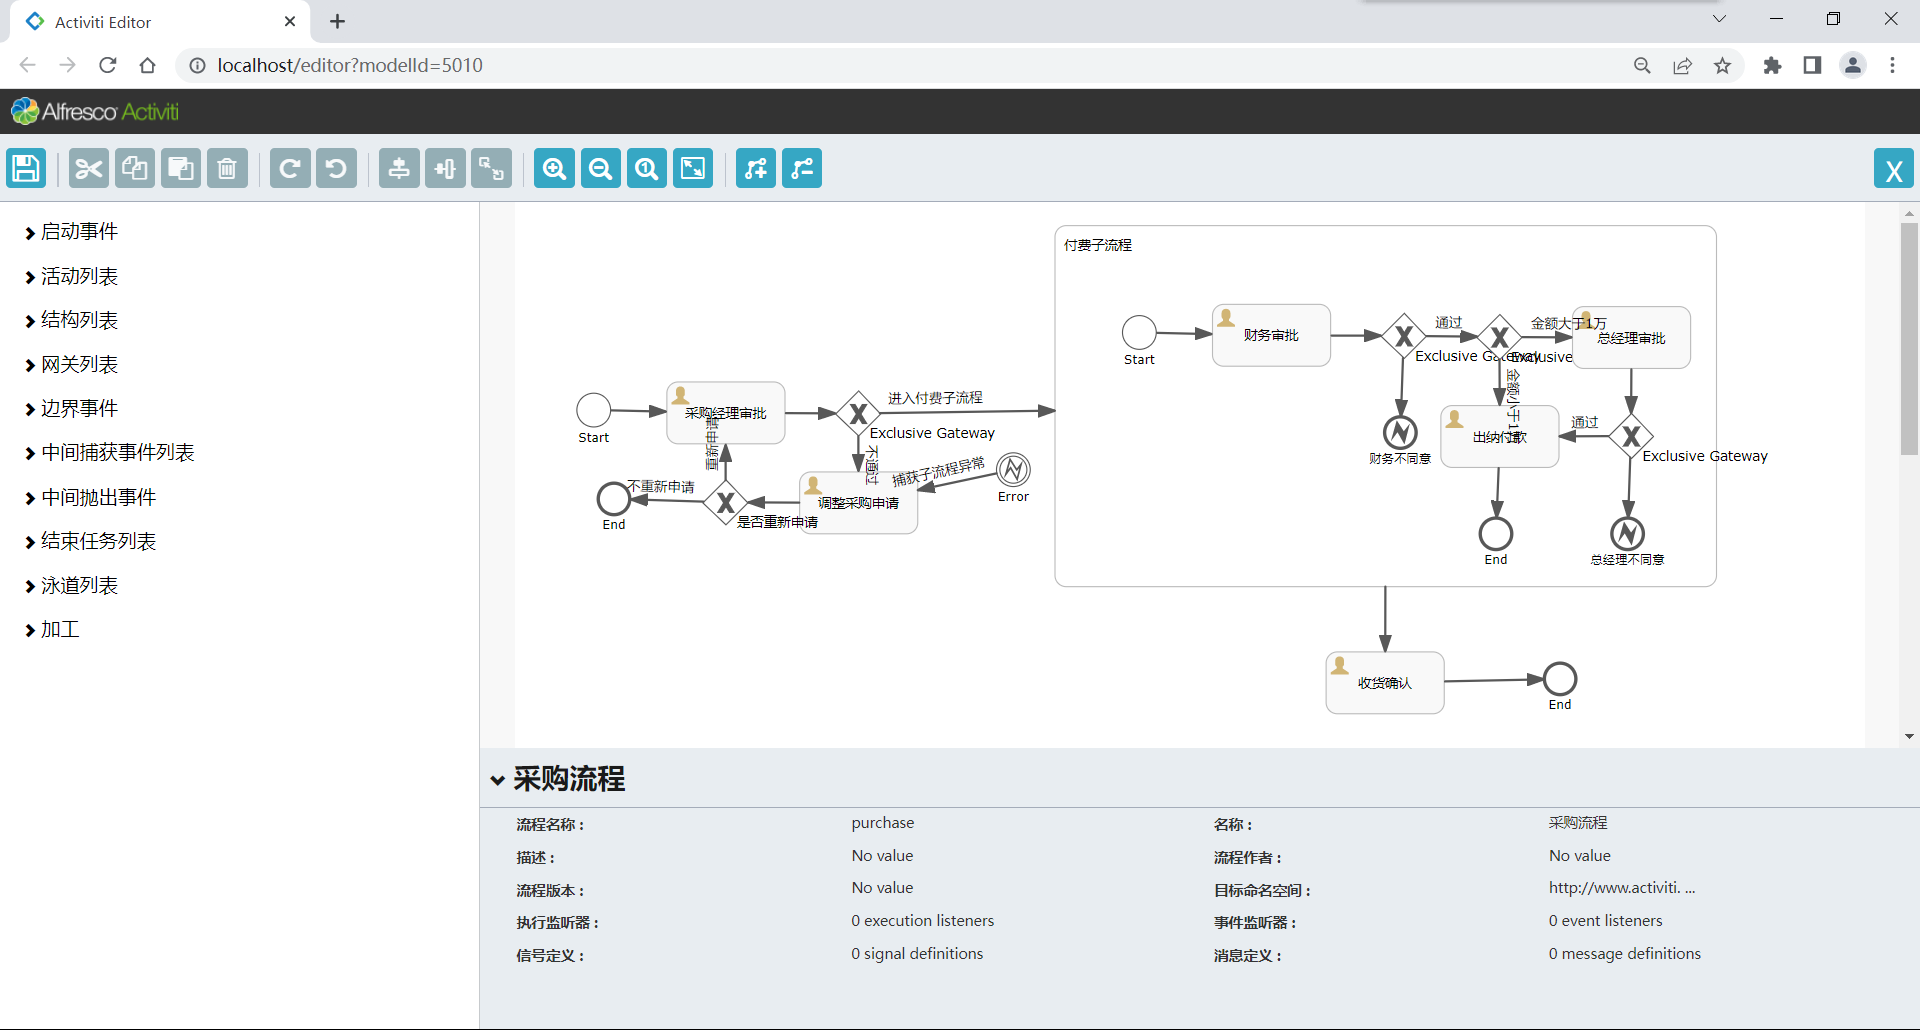 Activiti Editor
localhost/editor?modelId=5010
Alfresco Activiti
X
启动事件
活动列表
结构列表
网关列表
边界事件
中间捕获事件列表
中间抛出事件
结束任务列表
泳道列表
加工
付费子流程
Start
财务审批
通过
金额大于1万
总经理审批
Exclusive Gateway
Exclusive
金额小于1万
出纳付款
通过
Exclusive Gateway
财务不同意
End
总经理不同意
Start
采购经理审批
进入付费子流程
Exclusive Gateway
重新申请
不通过
捕获子流程异常
Error
不重新申请
End
是否重新申请
调整采购申请
收货确认
End
采购流程
流程名称： purchase 名称： 采购流程
描述： No value 流程作者： No value
流程版本： No value 目标命名空间： http://www.activiti. ...
执行监听器： 0 execution listeners 事件监听器： 0 event listeners
信号定义： 0 signal definitions 消息定义： 0 message definitions